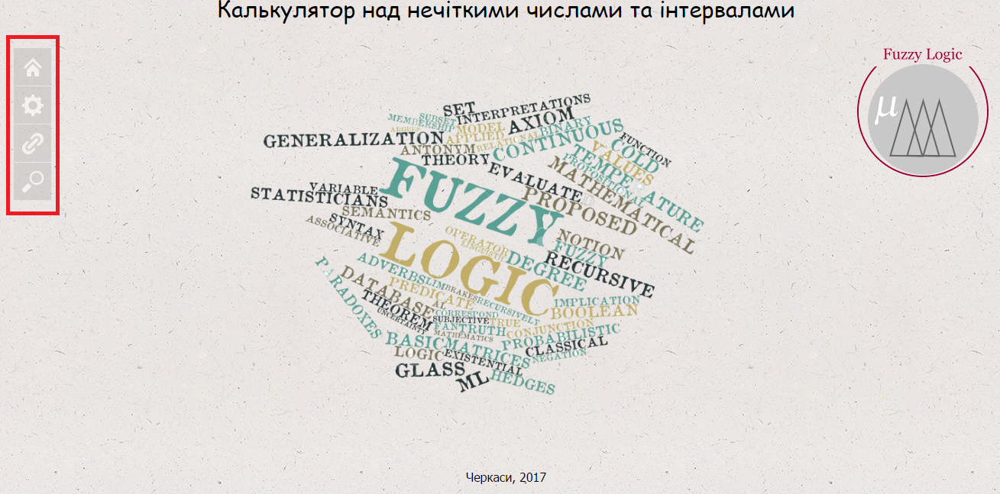 Калькулятор над нечіткими числами та інтервалами
Fuzzy Logic
μ
SET
INTERPRETATIONS
SUBSET
MEMBERSHIP
MODEL
AXIOM
BINARY
APPLIED
RELATIONAL
GENERALIZATION
ANTONYM
CONTINUOUS
THEORY
FUNCTION
COLD
VALUES
TEMPERATURE
PROPOSITIONAL
MATHEMATICAL
EVALUATE
PROPOSED
FUZZY
VARIABLE
STATISTICIANS
SEMANTICS
SYNTAX
ASSOCIATIVE
LOGIC
OPERATOR
LINGUISTIC
NOTION
FUZZY
DEGREE
RECURSIVE
ADVERBS
LIM
BRAKES
RECURSIVELY
PARADOXES
DATABASE
PREDICATE
AL
THEOREM
UNCERTAINTY
CORRESPOND
SUBJECTIVE
TRUE
IMPLICATION
BOOLEAN
FANTRUTH
MATHEMATICS
CONJUNCTION
PROBABILISTIC
BASIC
MATRICES
CLASSICAL
NEGATION
LOGIC
EXISTENTIAL
GLASS
ML
HEDGES
Черкаси, 2017